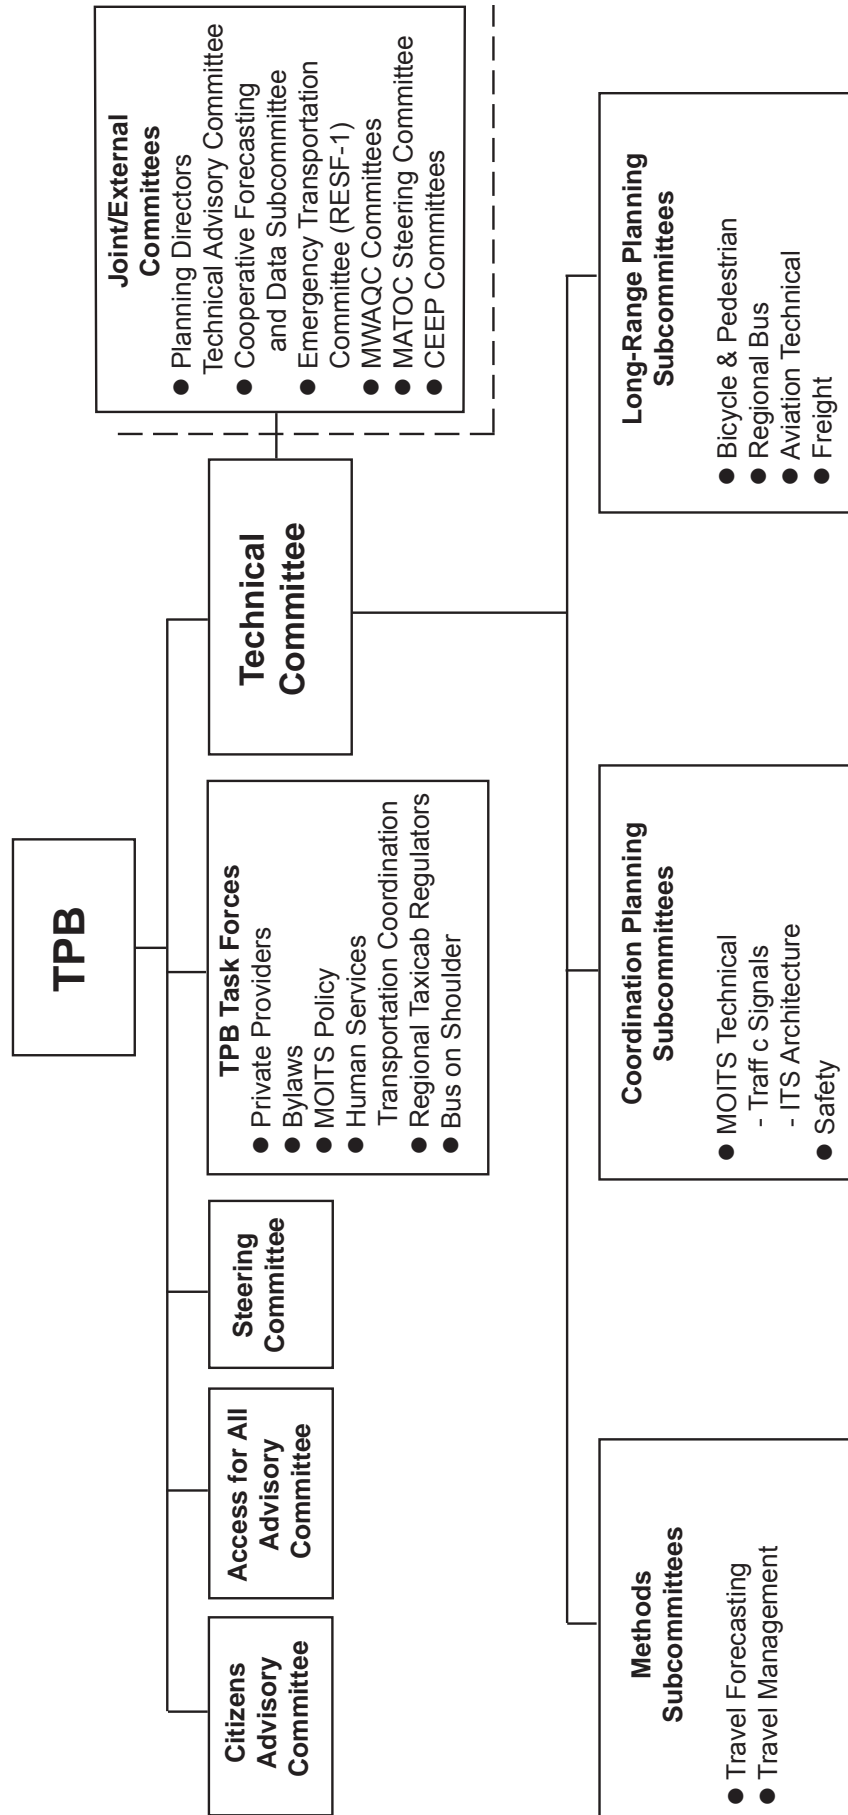 TPB
Citizens
Advisory
Committee
Access for All
Advisory
Committee
Steering
Committee
TPB Task Forces
● Private Providers
● Bylaws
● MOITS Policy
● Human Services
Transportation Coordination
● Regional Taxicab Regulators
● Bus on Shoulder
Technical
Committee
Joint/External
Committees
● Planning Directors
Technical Advisory Committee
● Cooperative Forecasting
and Data Subcommittee
● Emergency Transportation
Committee (RESF-1)
● MWAQC Committees
● MATOC Steering Committee
● CEEP Committees
Methods
Subcommittees
● Travel Forecasting
● Travel Management
Coordination Planning
Subcommittees
● MOITS Technical
- Traff c Signals
- ITS Architecture
● Safety
Long-Range Planning
Subcommittees
● Bicycle & Pedestrian
● Regional Bus
● Aviation Technical
● Freight